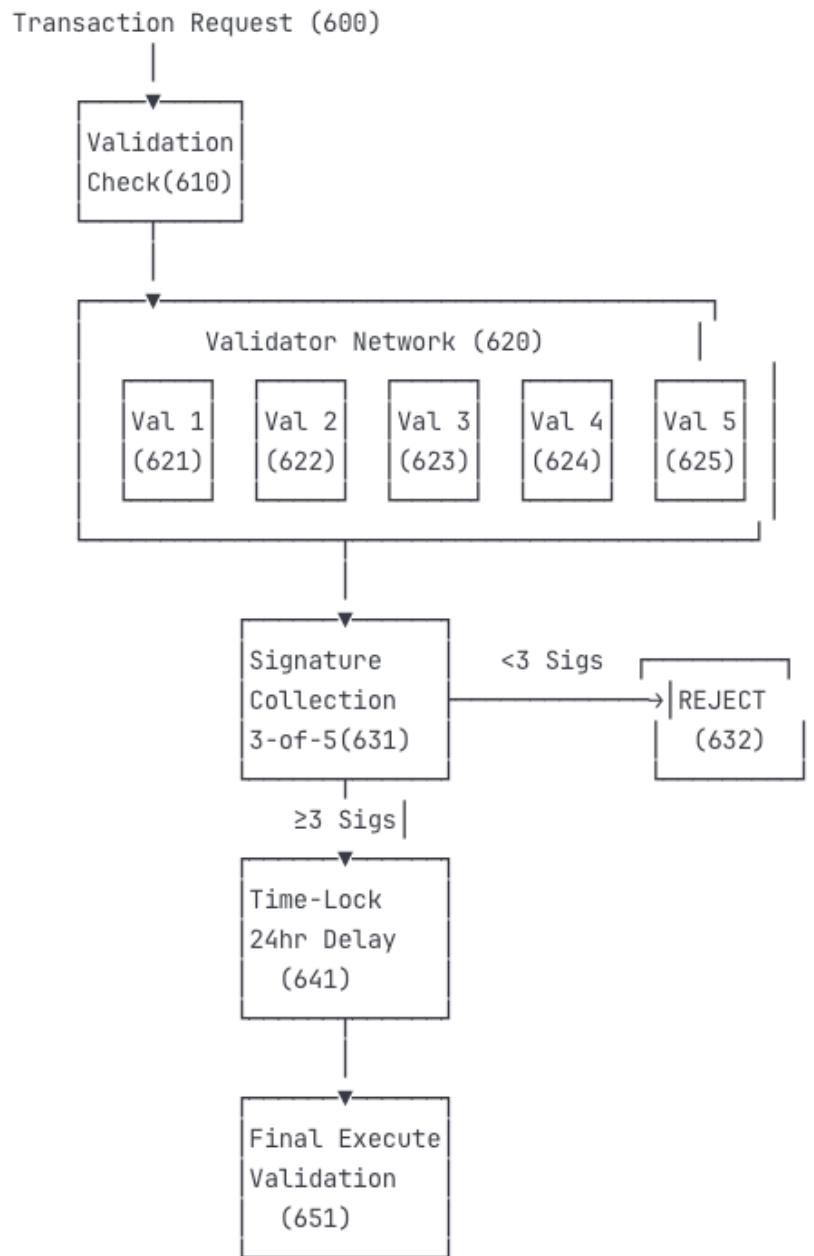 Transaction Request (600)
Validation
Check(610)
Validator Network (620)
Val 1 Val 2 Val 3 Val 4 Val 5
(621) (622) (623) (624) (625)
Signature <3 Sigs
Collection REJECT
3-of-5(631) (632)
≥3 Sigs
Time-Lock
24hr Delay
(641)
Final Execute
Validation
(651)